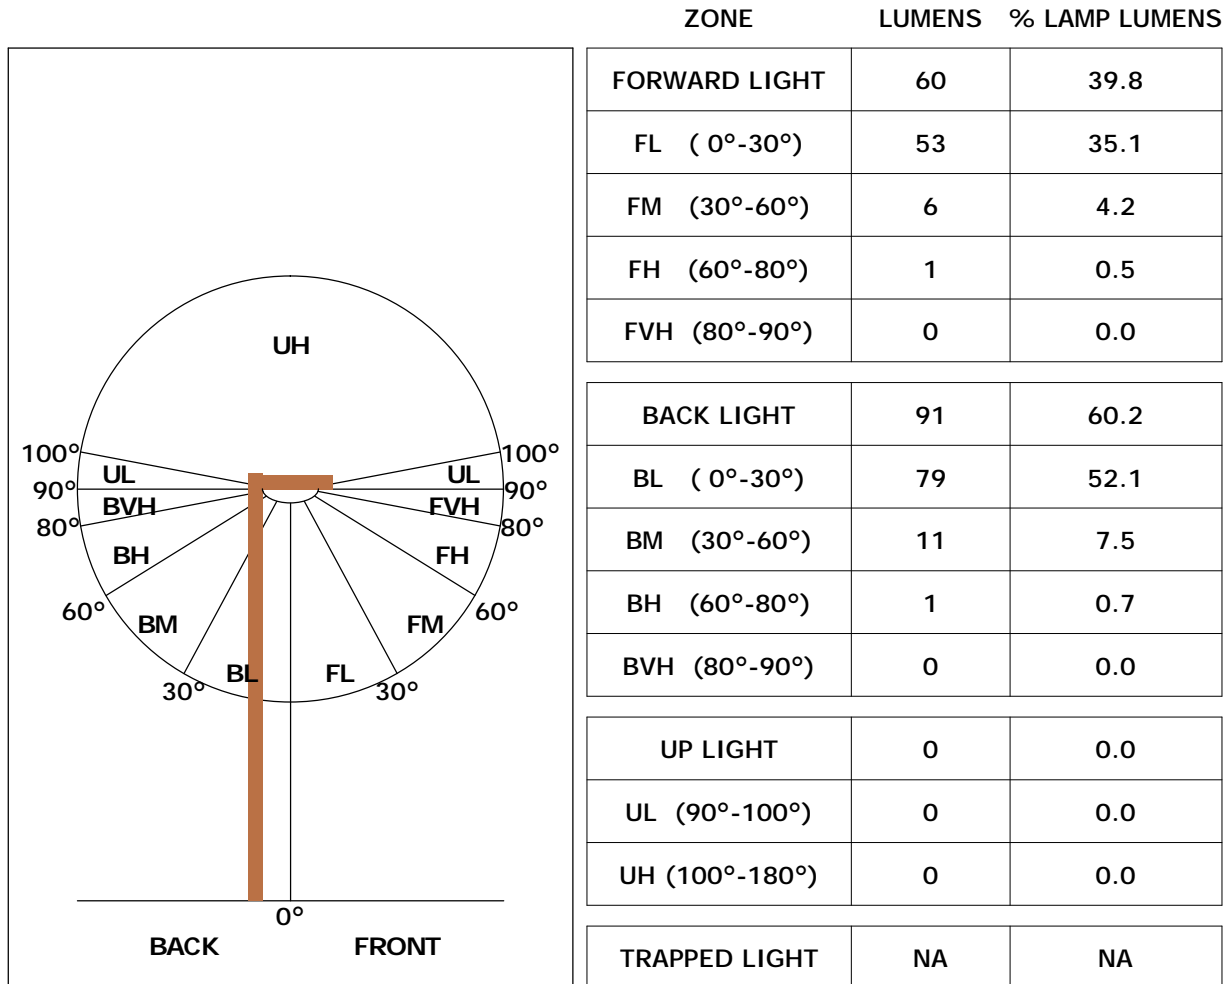 ZONE LUMENS % LAMP LUMENS
FORWARD LIGHT 60 39.8
FL ( 0°-30°) 53 35.1
FM (30°-60°) 6 4.2
FH (60°-80°) 1 0.5
FVH (80°-90°) 0 0.0
BACK LIGHT 91 60.2
BL ( 0°-30°) 79 52.1
BM (30°-60°) 11 7.5
BH (60°-80°) 1 0.7
BVH (80°-90°) 0 0.0
UP LIGHT 0 0.0
UL (90°-100°) 0 0.0
UH (100°-180°) 0 0.0
TRAPPED LIGHT NA NA
UH
100° 100°
UL UL
90° 90°
BVH FVH
80° 80°
BH FH
60° 60°
BM FM
BL FL
30° 30°
0°
BACK FRONT